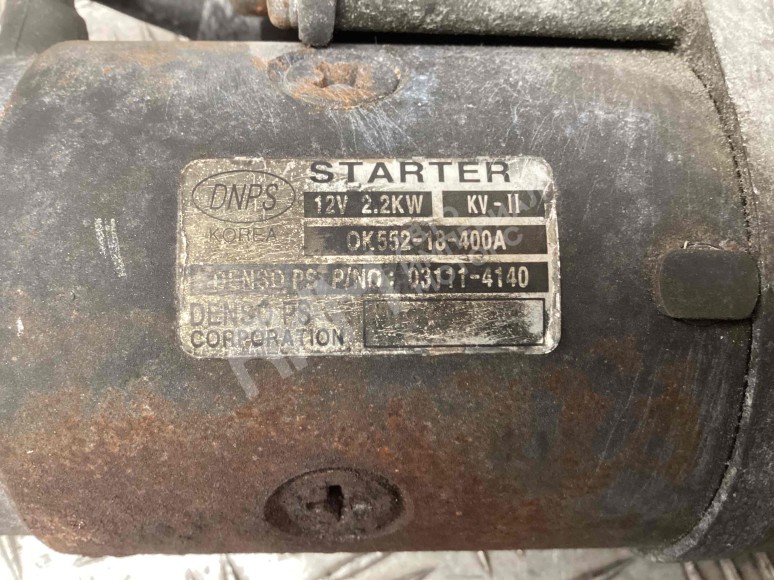 STARTER
DNPS
12V 2.2KW KV-II
KOREA
OK552-18-400A
DENSO PS P/NO : 03111-4140
DENSO PS
CORPORATION